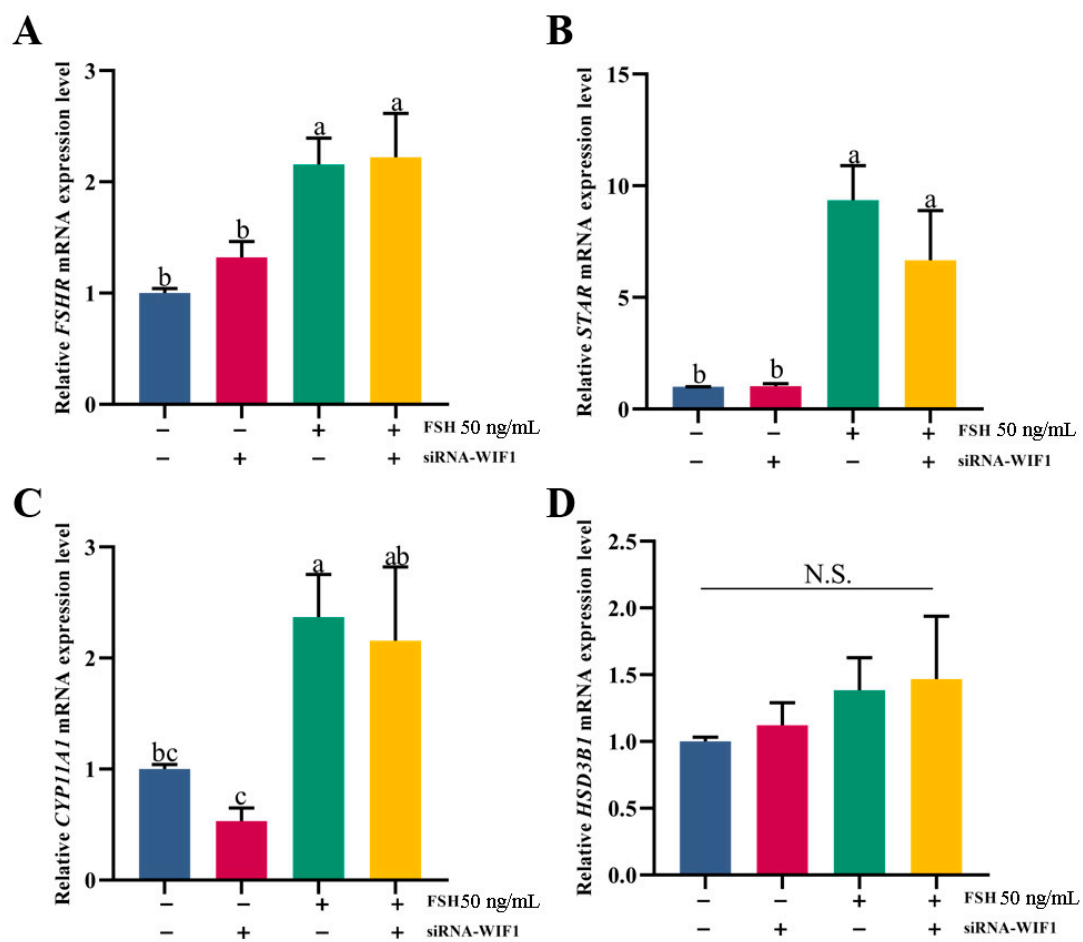 A
Relative FSHR mRNA expression level
3
2
1
0
b
b
a
a
− − + + FSH 50 ng/mL
− + − + siRNA-WIF1
B
Relative STAR mRNA expression level
15
10
5
0
b
b
a
a
− − + + FSH 50 ng/mL
− + − + siRNA-WIF1
C
Relative CYP11A1 mRNA expression level
3
2
1
0
bc
c
a
ab
− − + + FSH 50 ng/mL
− + − + siRNA-WIF1
D
Relative HSD3B1 mRNA expression level
2.5
2.0
1.5
1.0
0.5
0.0
N.S.
− − + + FSH 50 ng/mL
− + − + siRNA-WIF1